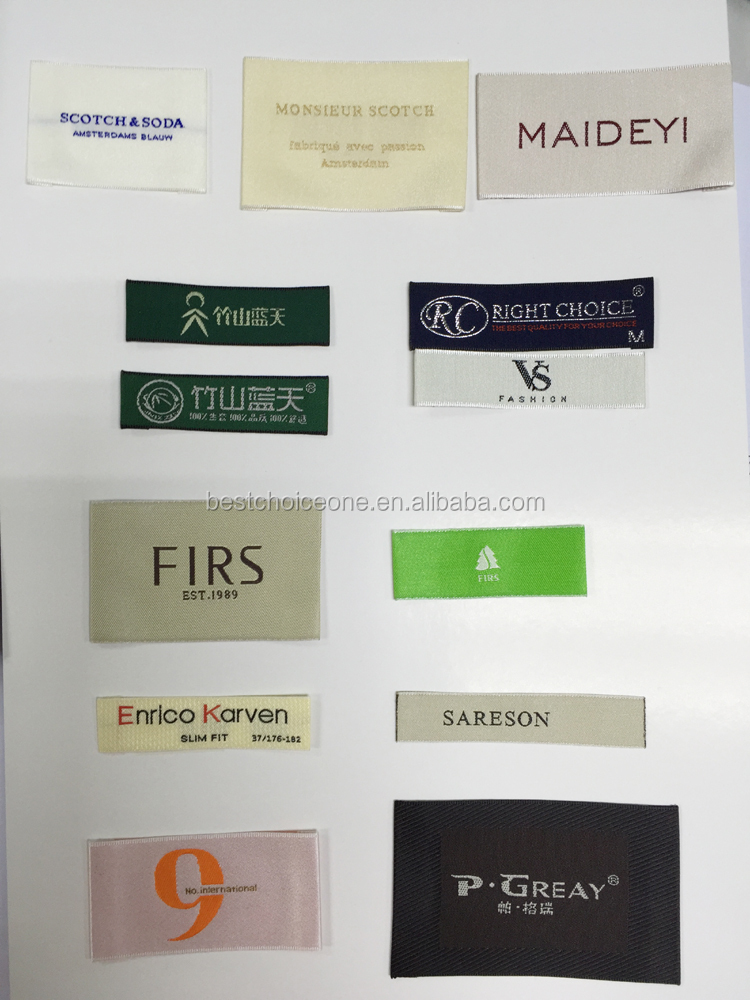 SCOTCH & SODA
AMSTERDAMS BLAUW
MONSIEUR SCOTCH
fabriqué avec passion
Amsterdam
MAIDEYI
竹山蓝天
RC RIGHT CHOICE®
THE BEST QUALITY FOR YOUR CHOICE
M
竹山蓝天®
VS
FASHION
bestchoiceone.en.alibaba.com
FIRS
EST.1989
FIRS
Enrico Karven
SLIM FIT 37/176-182
SARESON
9
No.international
P·GREAY®
帕·格瑞